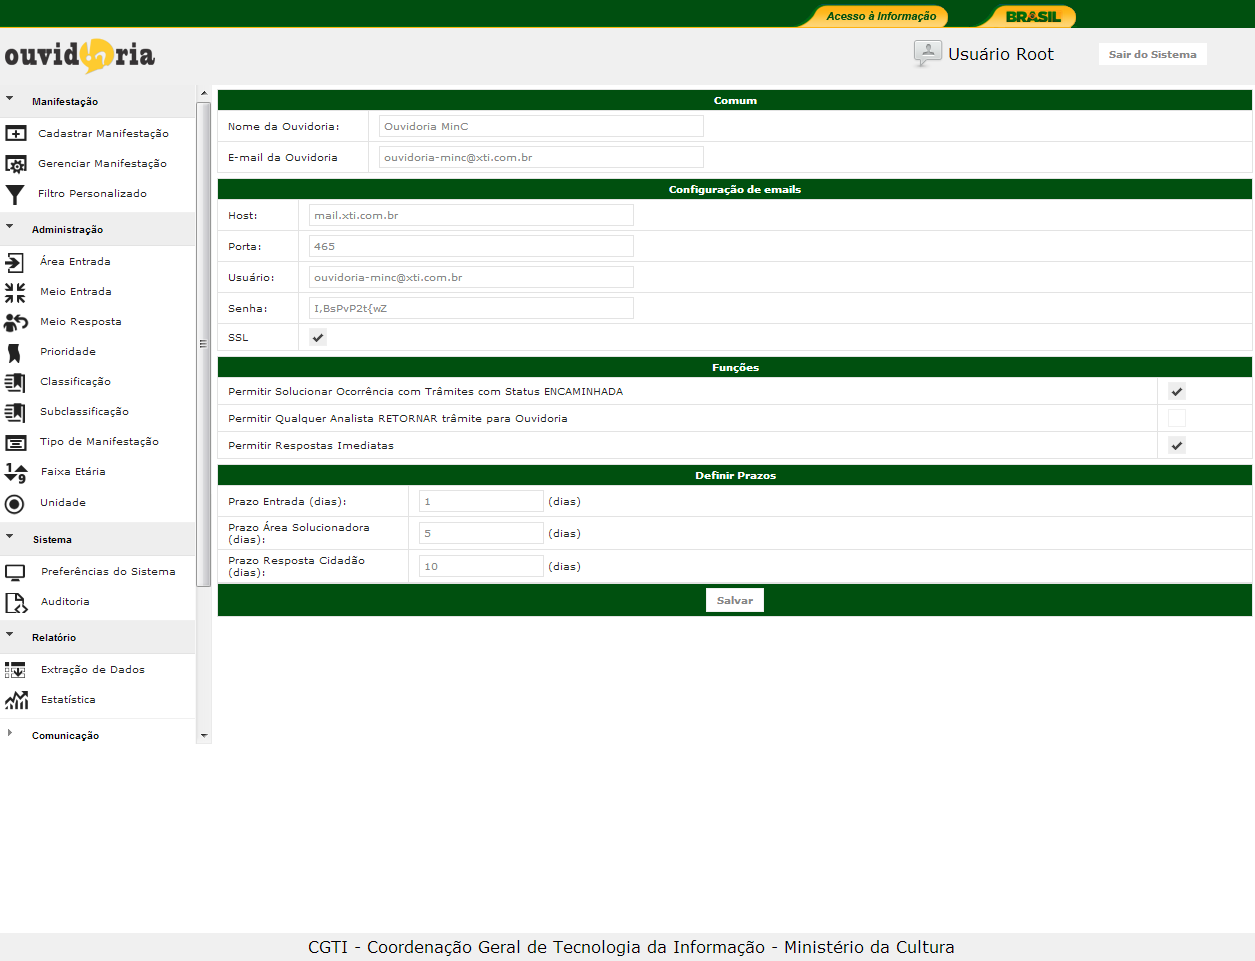 Acesso à Informação
BRASIL
ouvidoria
Usuário Root
Sair do Sistema
Manifestação
Cadastrar Manifestação
Gerenciar Manifestação
Filtro Personalizado
Administração
Área Entrada
Meio Entrada
Meio Resposta
Prioridade
Classificação
Subclassificação
Tipo de Manifestação
Faixa Etária
Unidade
Sistema
Preferências do Sistema
Auditoria
Relatório
Extração de Dados
Estatística
Comunicação
Comum
Nome da Ouvidoria: Ouvidoria MinC
E-mail da Ouvidoria ouvidoria-minc@xti.com.br
Configuração de emails
Host: mail.xti.com.br
Porta: 465
Usuário: ouvidoria-minc@xti.com.br
Senha: I,BsPvP2t{wZ
SSL
Funções
Permitir Solucionar Ocorrência com Trâmites com Status ENCAMINHADA
Permitir Qualquer Analista RETORNAR trâmite para Ouvidoria
Permitir Respostas Imediatas
Definir Prazos
Prazo Entrada (dias): 1 (dias)
Prazo Área Solucionadora
(dias): 5 (dias)
Prazo Resposta Cidadão
(dias): 10 (dias)
Salvar
CGTI - Coordenação Geral de Tecnologia da Informação - Ministério da Cultura